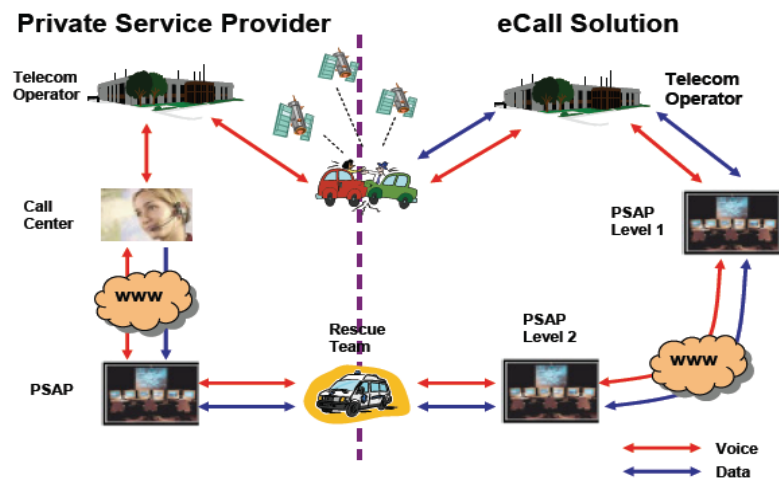 Private Service Provider
eCall Solution
Telecom
Operator
Telecom
Operator
Call
Center
PSAP
Level 1
www
Rescue
Team
PSAP
Level 2
www
PSAP
Voice
Data